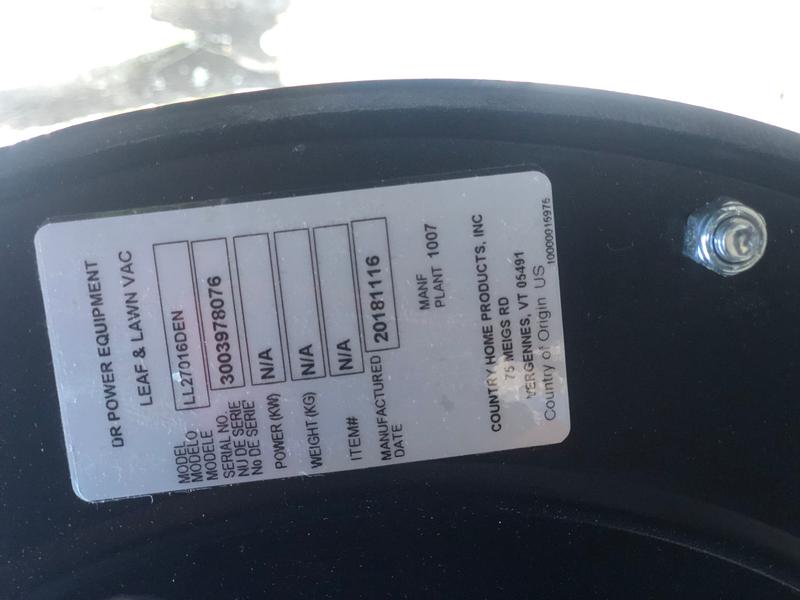 DR POWER EQUIPMENT
LEAF & LAWN VAC
MODEL
MODELO
MODELE
LL27016DEN
SERIAL NO.
NU DE SERIE
No DE SERIE
3003978076
POWER (KW)
N/A
WEIGHT (KG)
N/A
ITEM#
N/A
MANUFACTURED
DATE
20181116
MANF
PLANT 1007
COUNTRY HOME PRODUCTS, INC
75 MEIGS RD
VERGENNES, VT 05491
Country of Origin US
10000015975